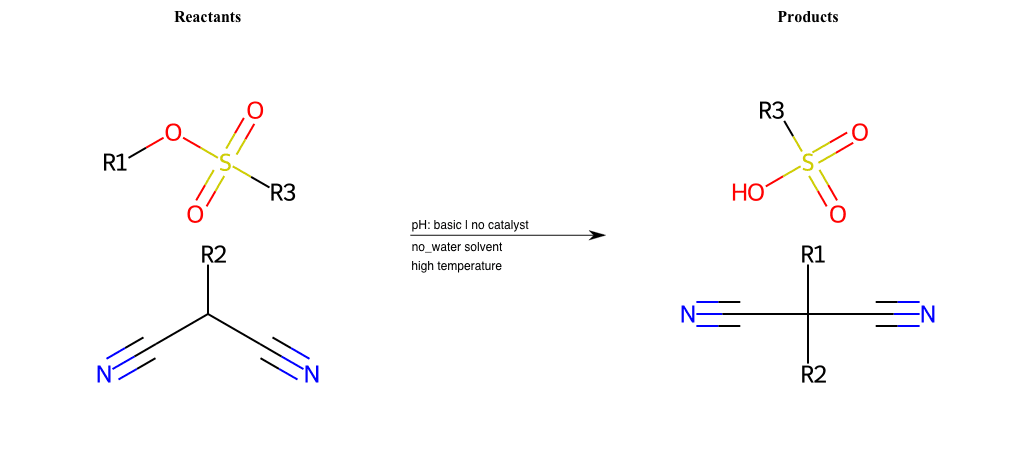 Reactants
Products
O
O
R1
S
R3
O
R3
O
S
HO
O
pH: basic | no catalyst
no_water solvent
high temperature
R2
N
N
R1
N
N
R2